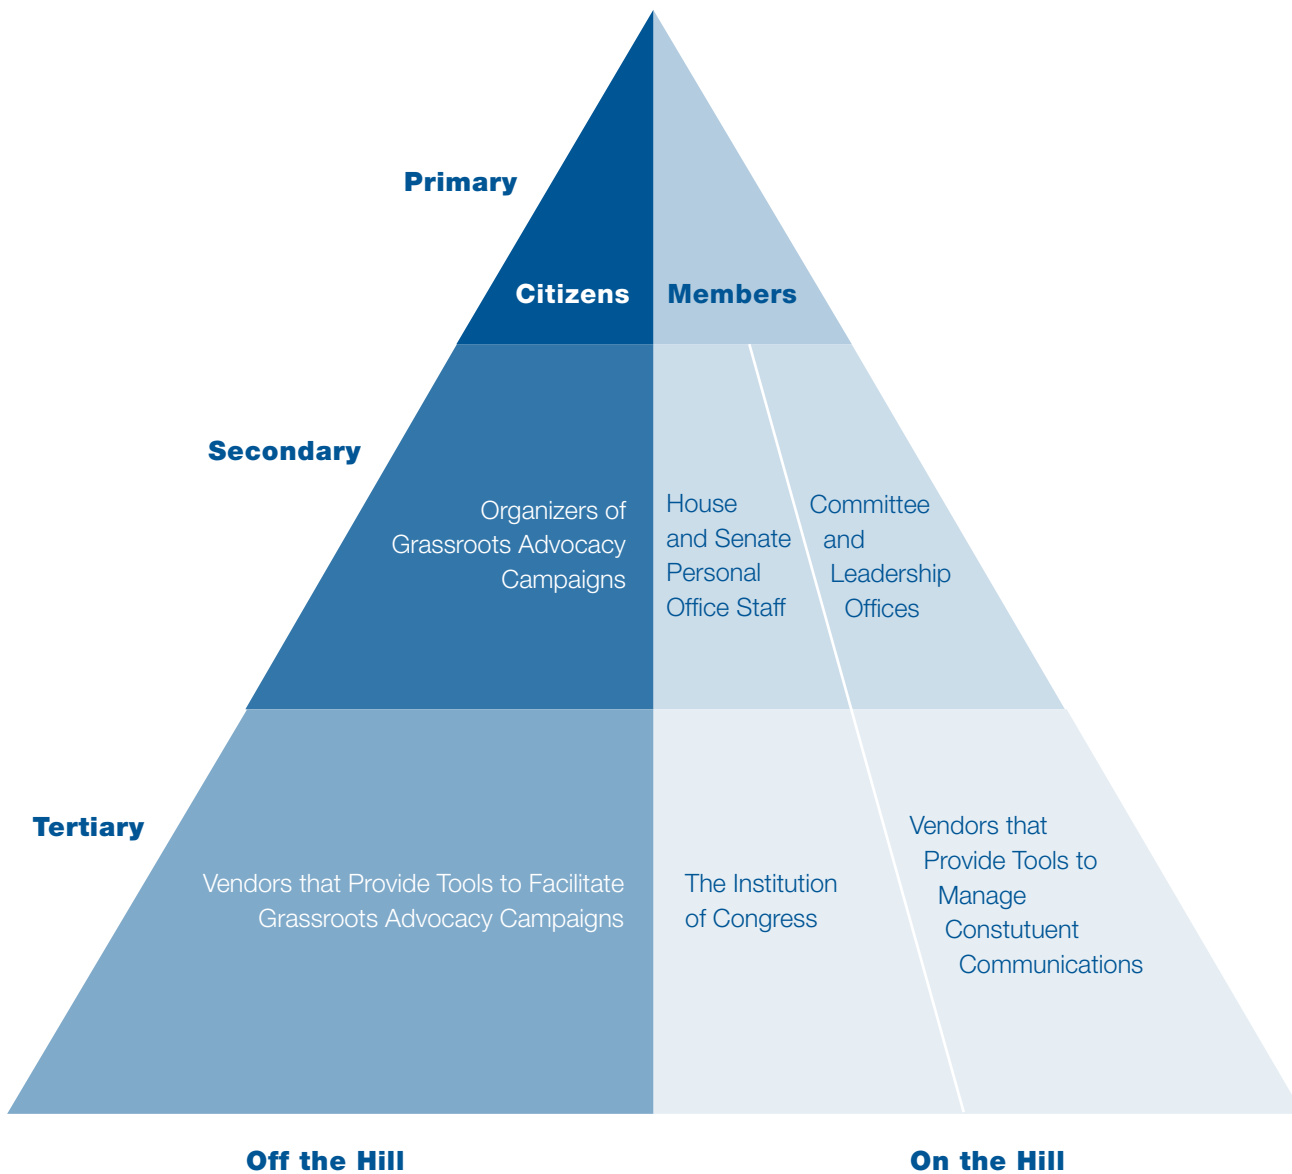 Primary
Citizens
Members
Secondary
Organizers of
Grassroots Advocacy
Campaigns
House
and Senate
Personal
Office Staff
Committee
and
Leadership
Offices
Tertiary
Vendors that Provide Tools to Facilitate
Grassroots Advocacy Campaigns
The Institution
of Congress
Vendors that
Provide Tools to
Manage
Constutuent
Communications
Off the Hill
On the Hill